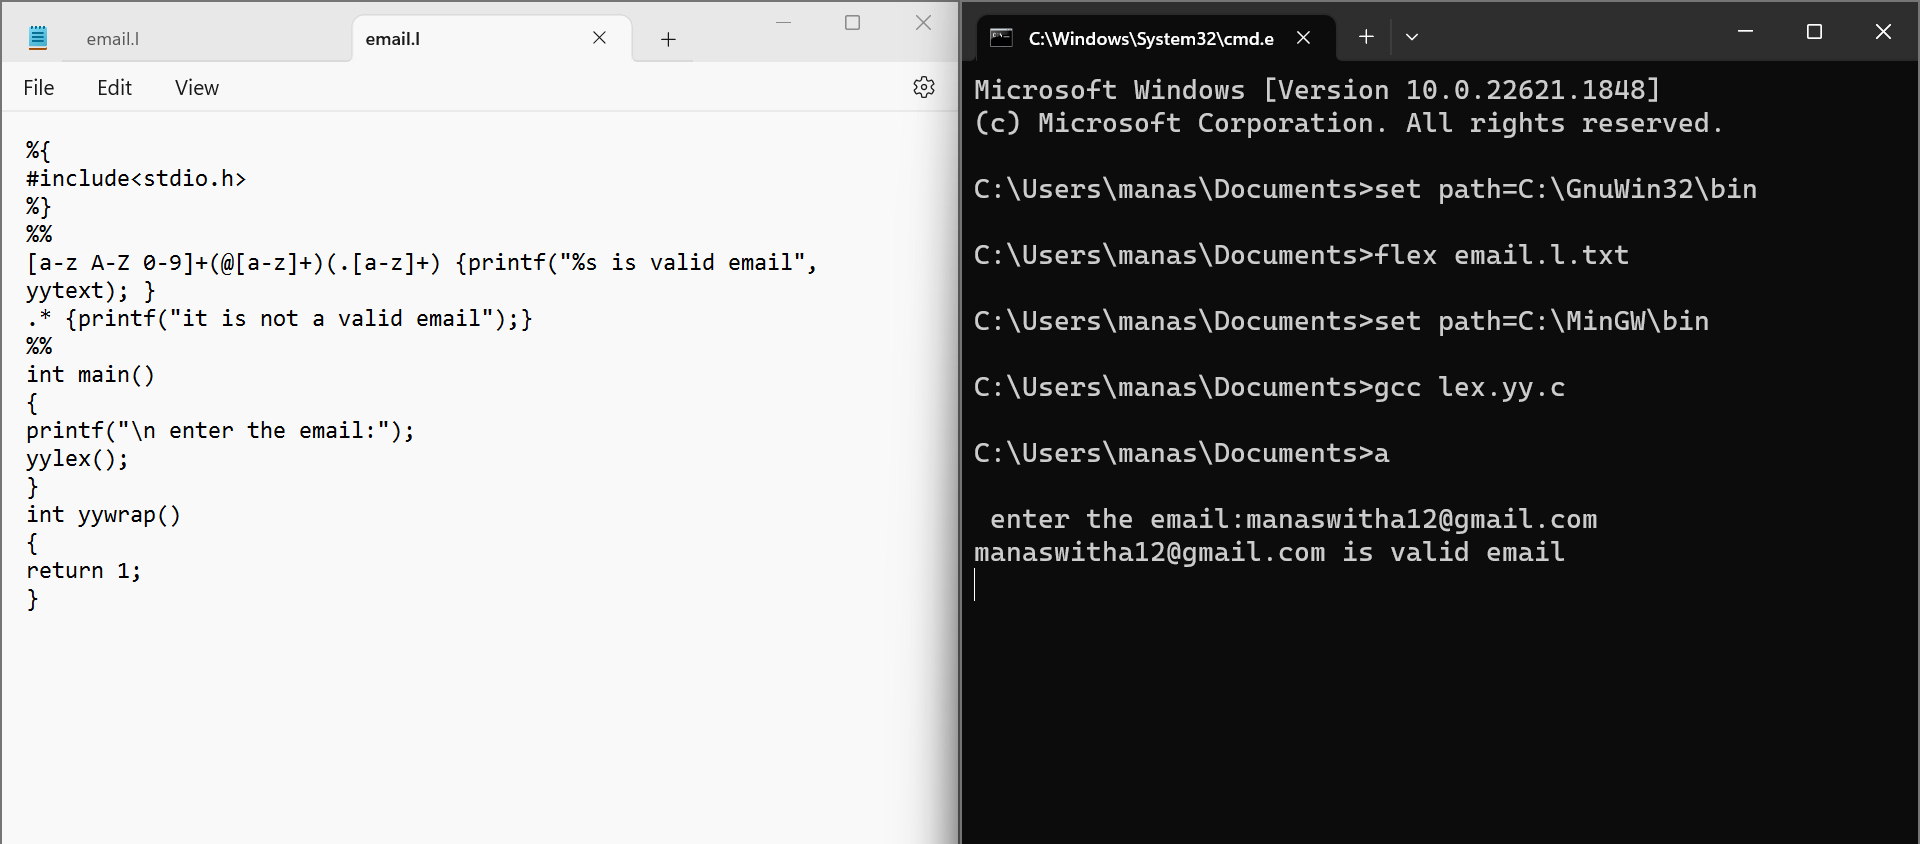 email.l
email.l
File Edit View
%{
#include<stdio.h>
%}
%%
[a-z A-Z 0-9]+(@[a-z]+)(.[a-z]+) {printf("%s is valid email",
yytext); }
.* {printf("it is not a valid email");}
%%
int main()
{
printf("\n enter the email:");
yylex();
}
int yywrap()
{
return 1;
}
C:\Windows\System32\cmd.e
Microsoft Windows [Version 10.0.22621.1848]
(c) Microsoft Corporation. All rights reserved.
C:\Users\manas\Documents>set path=C:\GnuWin32\bin
C:\Users\manas\Documents>flex email.l.txt
C:\Users\manas\Documents>set path=C:\MinGW\bin
C:\Users\manas\Documents>gcc lex.yy.c
C:\Users\manas\Documents>a
enter the email:manaswitha12@gmail.com
manaswitha12@gmail.com is valid email